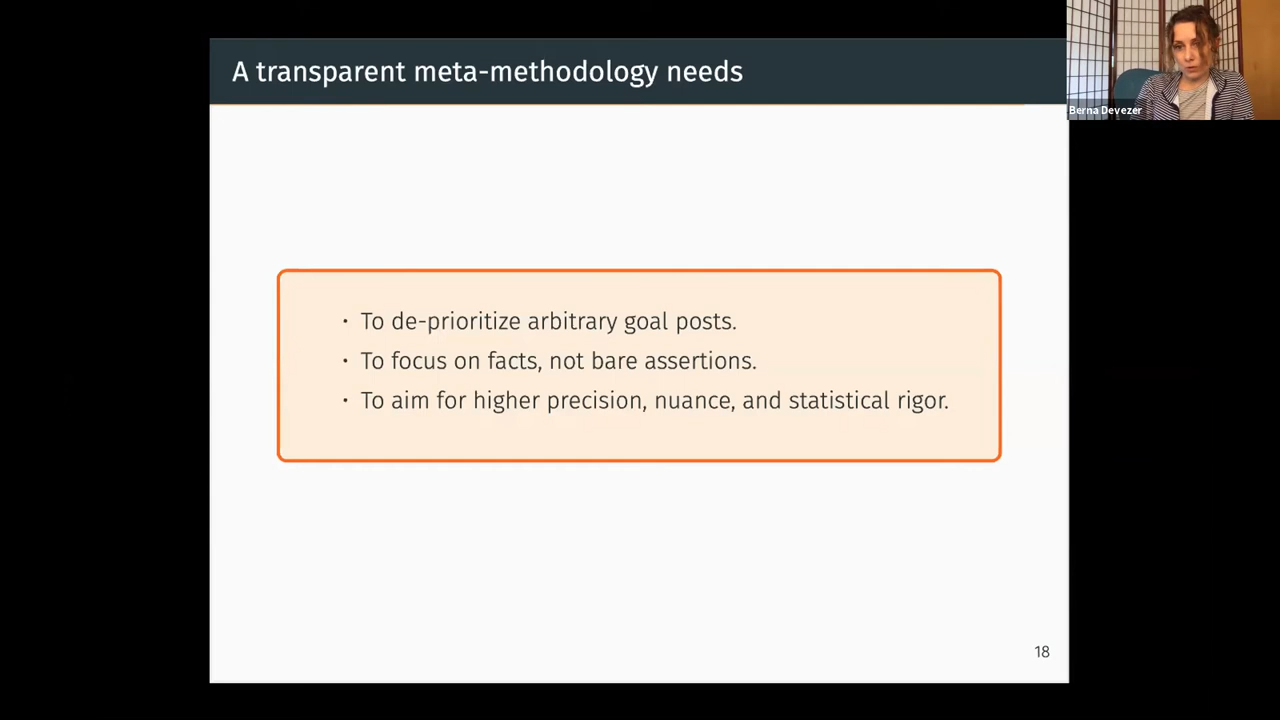 A transparent meta-methodology needs
Berna Devezer
· To de-prioritize arbitrary goal posts.
· To focus on facts, not bare assertions.
· To aim for higher precision, nuance, and statistical rigor.
18